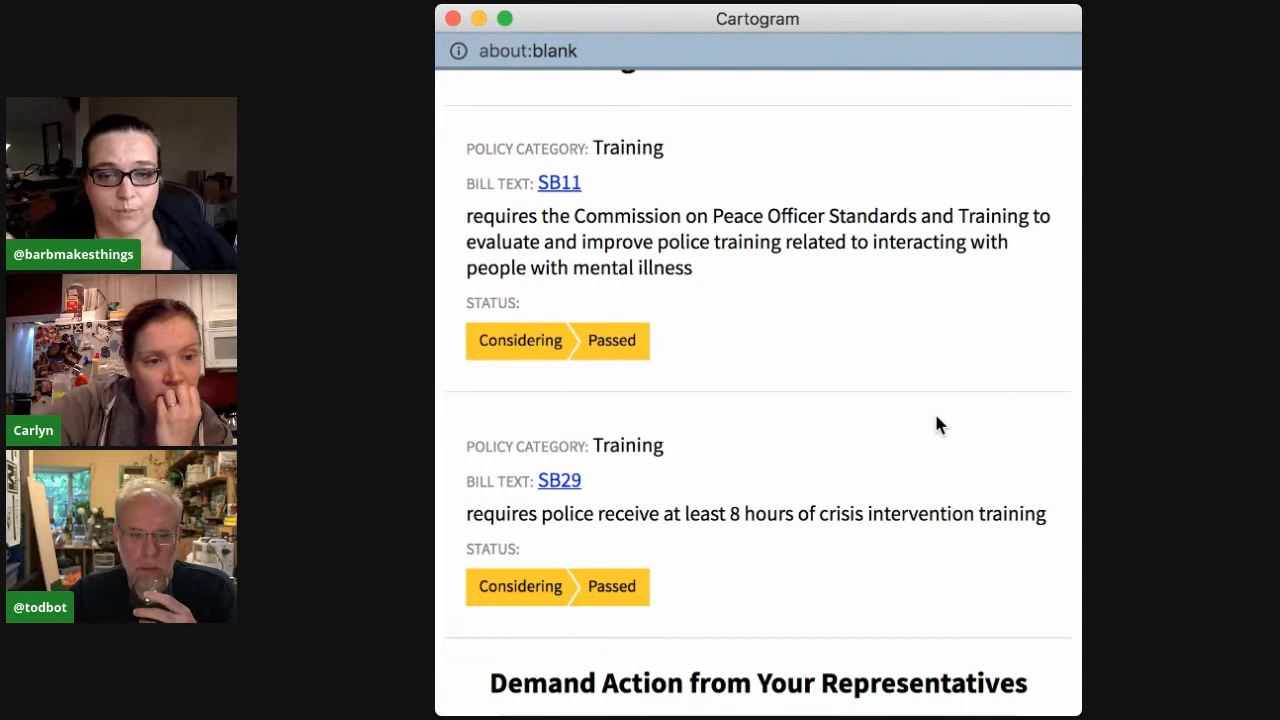 Cartogram
about:blank
POLICY CATEGORY: Training
BILL TEXT: SB11
requires the Commission on Peace Officer Standards and Training to
evaluate and improve police training related to interacting with
people with mental illness
STATUS:
Considering Passed
POLICY CATEGORY: Training
BILL TEXT: SB29
requires police receive at least 8 hours of crisis intervention training
STATUS:
Considering Passed
Demand Action from Your Representatives
@barbmakesthings
Carlyn
@todbot